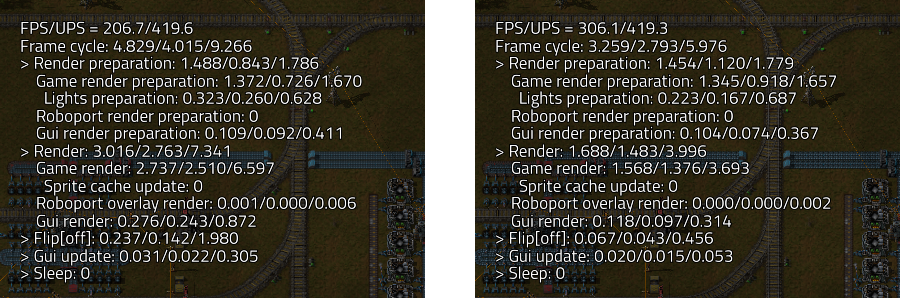 FPS/UPS = 206.7/419.6
Frame cycle: 4.829/4.015/9.266
> Render preparation: 1.488/0.843/1.786
Game render preparation: 1.372/0.726/1.670
Lights preparation: 0.323/0.260/0.628
Roboport render preparation: 0
Gui render preparation: 0.109/0.092/0.411
> Render: 3.016/2.763/7.341
Game render: 2.737/2.510/6.597
Sprite cache update: 0
Roboport overlay render: 0.001/0.000/0.006
Gui render: 0.276/0.243/0.872
> Flip[off]: 0.237/0.142/1.980
> Gui update: 0.031/0.022/0.305
> Sleep: 0
FPS/UPS = 306.1/419.3
Frame cycle: 3.259/2.793/5.976
> Render preparation: 1.454/1.120/1.779
Game render preparation: 1.345/0.918/1.657
Lights preparation: 0.223/0.167/0.687
Roboport render preparation: 0
Gui render preparation: 0.104/0.074/0.367
> Render: 1.688/1.483/3.996
Game render: 1.568/1.376/3.693
Sprite cache update: 0
Roboport overlay render: 0.000/0.000/0.002
Gui render: 0.118/0.097/0.314
> Flip[off]: 0.067/0.043/0.456
> Gui update: 0.020/0.015/0.053
> Sleep: 0